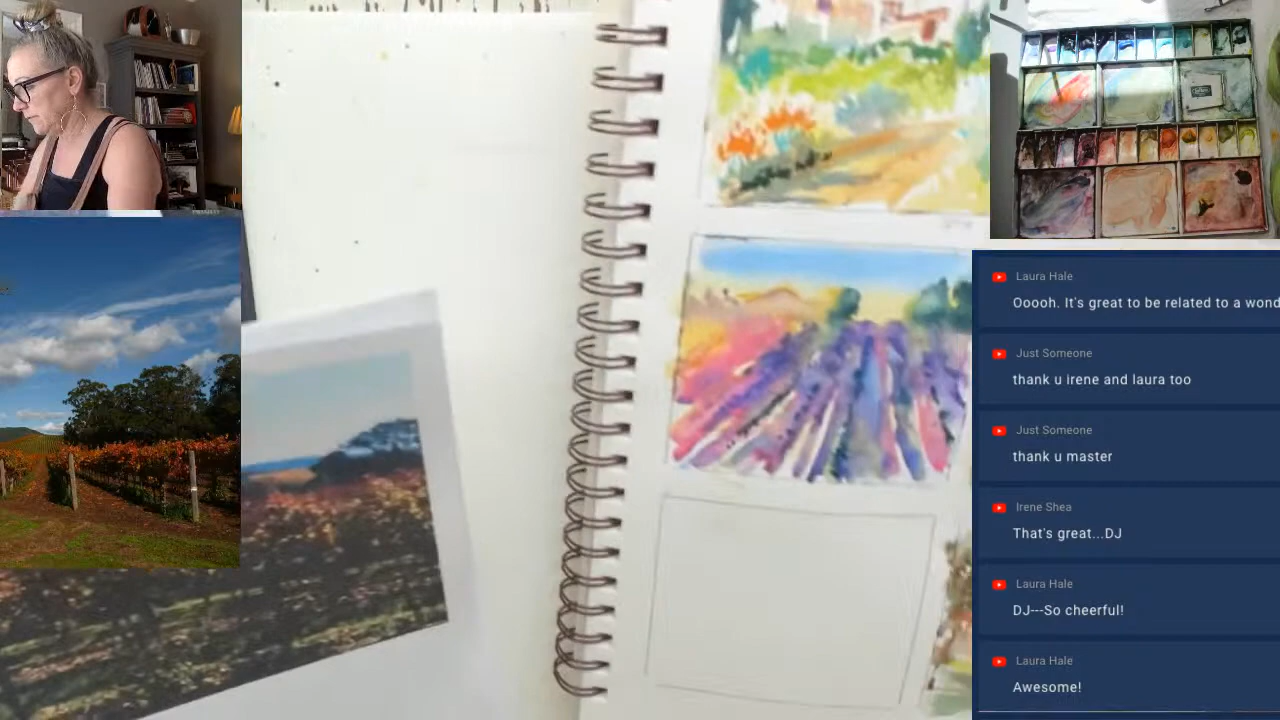 Laura Hale
Ooooh. It's great to be related to a wond
Just Someone
thank u irene and laura too
Just Someone
thank u master
Irene Shea
That's great...DJ
Laura Hale
DJ---So cheerful!
Laura Hale
Awesome!